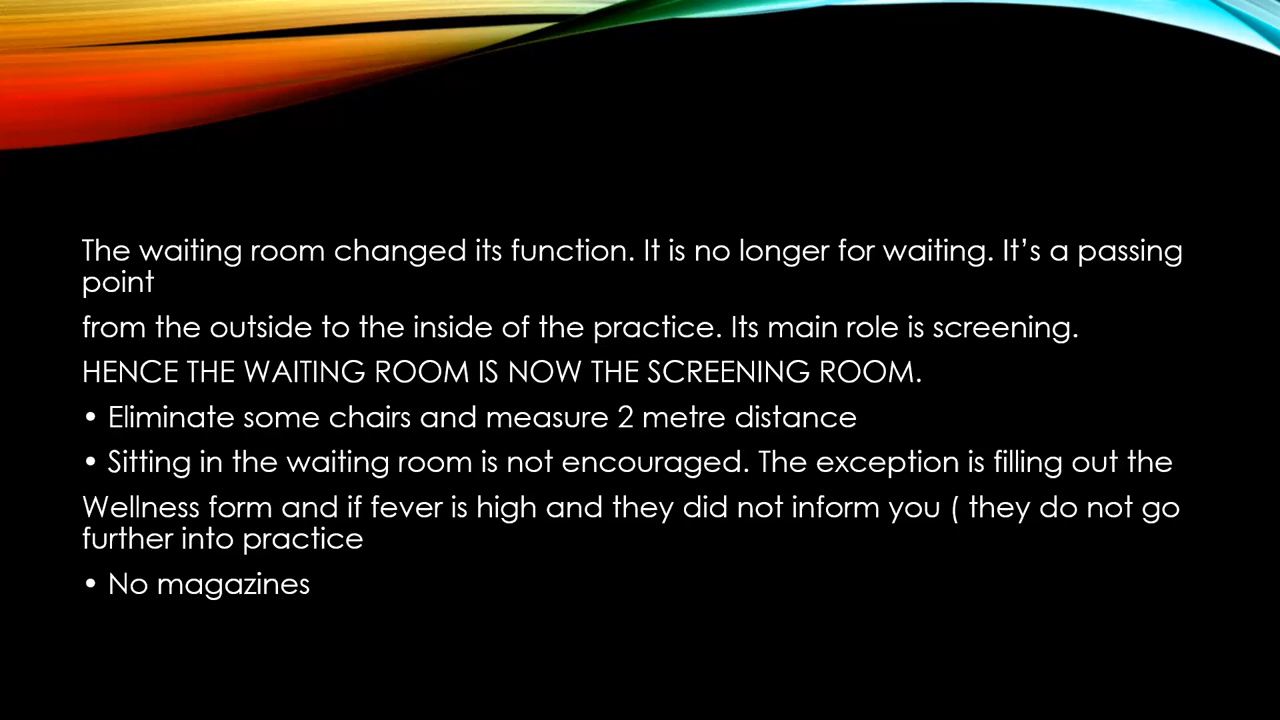 The waiting room changed its function. It is no longer for waiting. It’s a passing
point
from the outside to the inside of the practice. Its main role is screening.
HENCE THE WAITING ROOM IS NOW THE SCREENING ROOM.
• Eliminate some chairs and measure 2 metre distance
• Sitting in the waiting room is not encouraged. The exception is filling out the
Wellness form and if fever is high and they did not inform you ( they do not go
further into practice
• No magazines